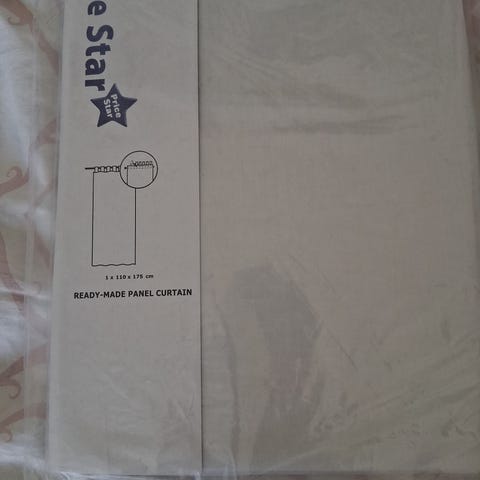 e Star
Price
Star
1 x 110 x 175 cm
READY-MADE PANEL CURTAIN